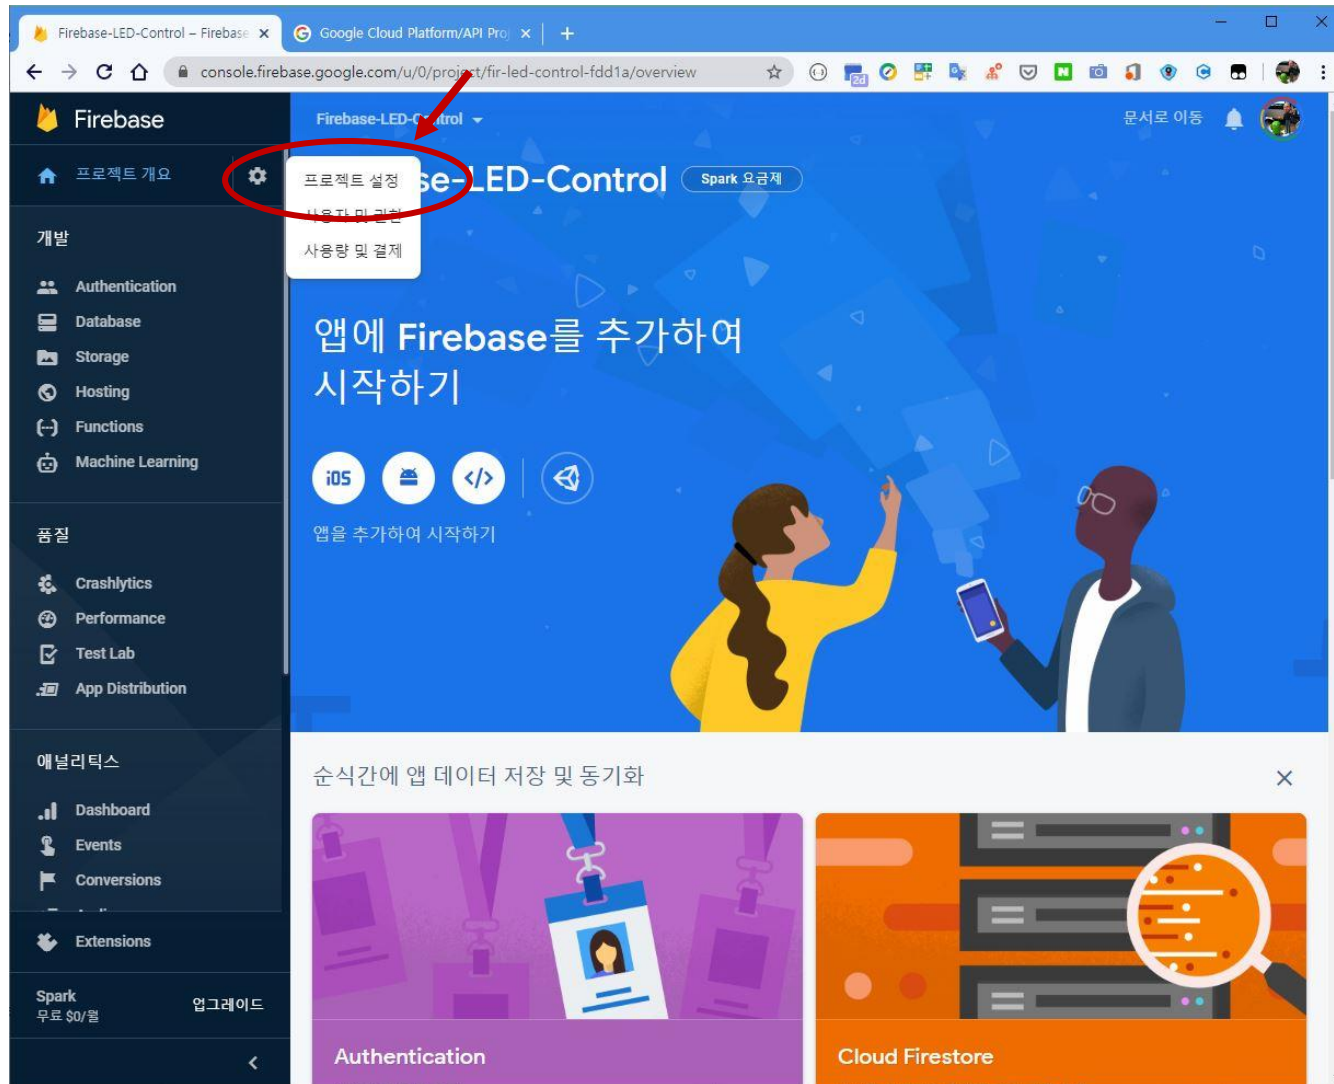 Firebase-LED-Control – Firebase
Google Cloud Platform/API Proj
console.firebase.google.com/u/0/project/fir-led-control-fdd1a/overview
2d
Firebase
Firebase-LED-Control
문서로 이동
프로젝트 개요
프로젝트 설정
se-LED-Control
Spark 요금제
사용자 및 권한
사용량 및 결제
개발
Authentication
Database
Storage
Hosting
Functions
Machine Learning
앱에 Firebase를 추가하여
시작하기
iOS
앱을 추가하여 시작하기
품질
Crashlytics
Performance
Test Lab
App Distribution
애널리틱스
Dashboard
Events
Conversions
Extensions
Spark
무료 $0/월
업그레이드
순식간에 앱 데이터 저장 및 동기화
Authentication
Cloud Firestore